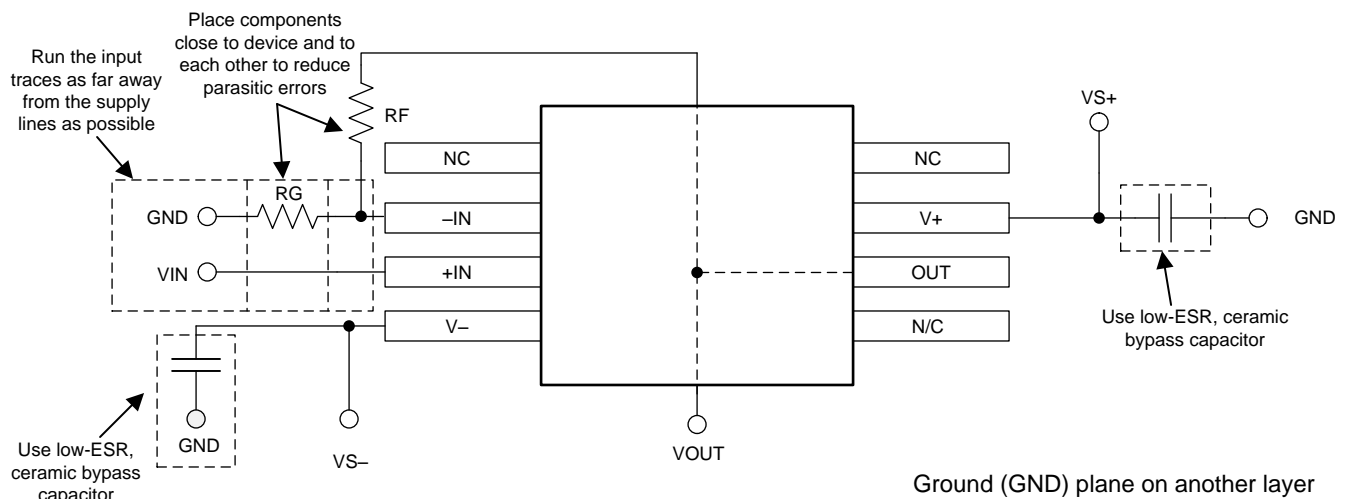 Place components
close to device and to
each other to reduce
parasitic errors
Run the input
traces as far away
from the supply
lines as possible
RF
VS+
NC
NC
RG
GND
–IN
V+
GND
VIN
+IN
OUT
V–
N/C
Use low-ESR, ceramic
bypass capacitor
GND
VS–
VOUT
Use low-ESR,
ceramic bypass
capacitor
Ground (GND) plane on another layer